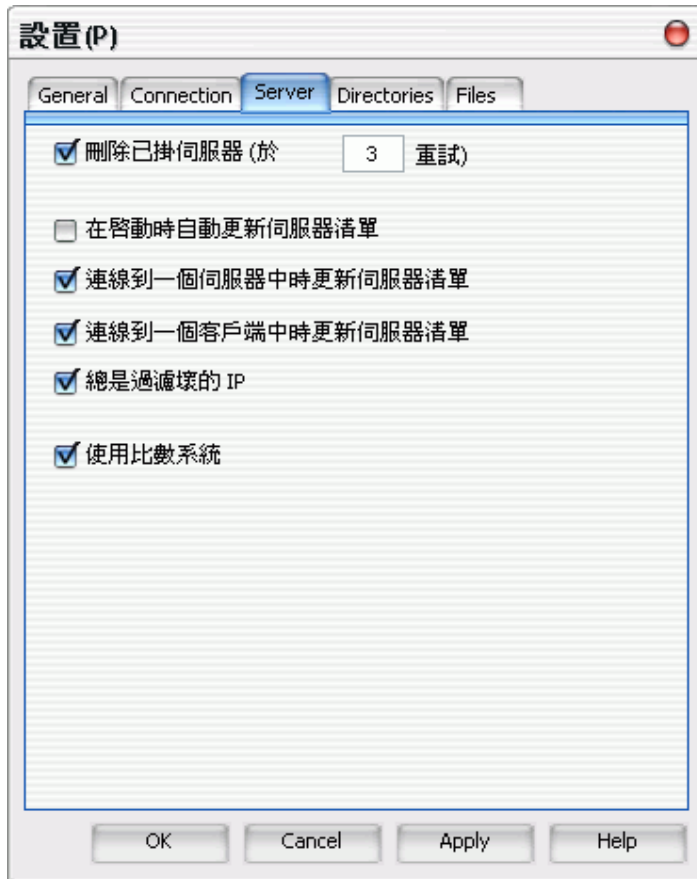 設置(P)
General Connection Server Directories Files
刪除已掛伺服器 (於 3 重試)
在啓動時自動更新伺服器清單
連線到一個伺服器中時更新伺服器清單
連線到一個客戶端中時更新伺服器清單
總是過濾壞的 IP
使用比數系統
OK Cancel Apply Help